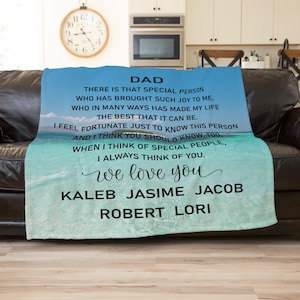 DAD
THERE IS THAT SPECIAL PERSON
WHO HAS BROUGHT SUCH JOY TO ME,
WHO IN MANY WAYS HAS MADE MY LIFE
THE BEST THAT IT CAN BE.
I FEEL FORTUNATE JUST TO KNOW THIS PERSON
AND I THINK YOU SHOULD KNOW TOO,
WHEN I THINK OF SPECIAL PEOPLE,
I ALWAYS THINK OF YOU.
we love you
KALEB JASIME JACOB
ROBERT LORI